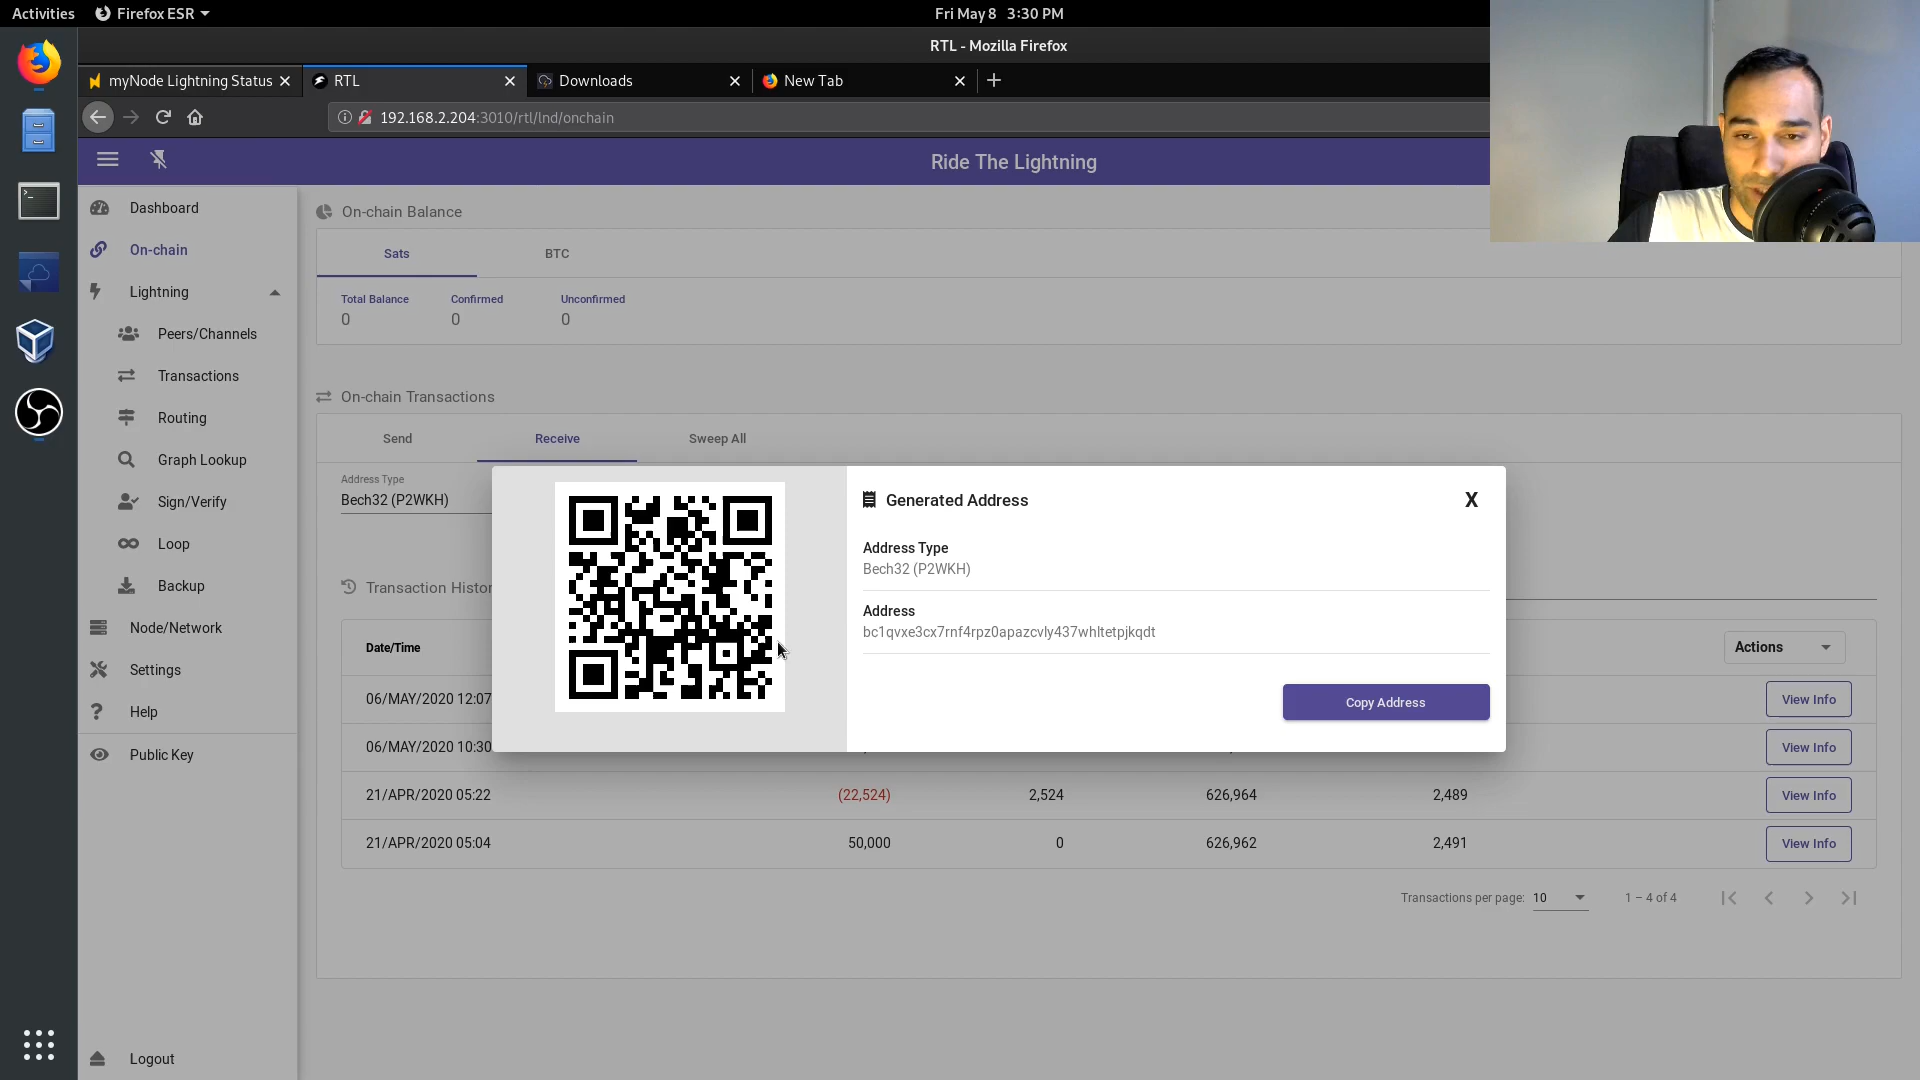 Activities Firefox ESR Fri May 8 3:30 PM
RTL - Mozilla Firefox
myNode Lightning Status RTL Downloads New Tab
192.168.2.204:3010/rtl/lnd/onchain
Ride The Lightning
Dashboard
On-chain
Lightning
Peers/Channels
Transactions
Routing
Graph Lookup
Sign/Verify
Loop
Backup
Node/Network
Settings
Help
Public Key
Logout
On-chain Balance
Sats BTC
Total Balance Confirmed Unconfirmed
0 0 0
On-chain Transactions
Send Receive Sweep All
Address Type
Bech32 (P2WKH)
Generated Address X
Address Type
Bech32 (P2WKH)
Address
bc1qvxe3cx7rnf4rpz0apazcvly437whltetpjkqdt
Copy Address
Transaction
Date/Time Actions
06/MAY/2020 12:07 View Info
06/MAY/2020 10:30 View Info
21/APR/2020 05:22 (22,524) 2,524 626,964 2,489 View Info
21/APR/2020 05:04 50,000 0 626,962 2,491 View Info
Transactions per page: 10 1 – 4 of 4